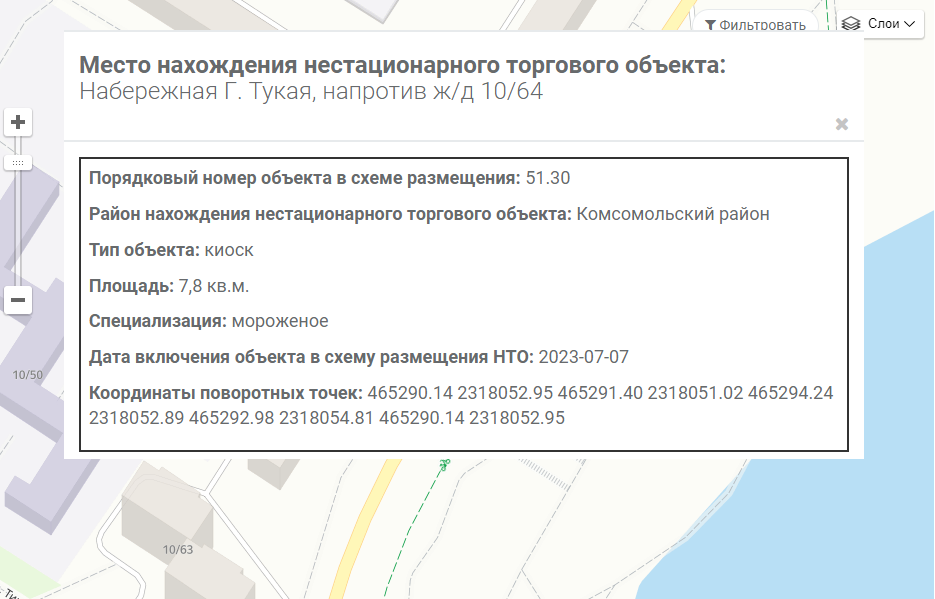 Фильтровать
Слои
Место нахождения нестационарного торгового объекта:
Набережная Г. Тукая, напротив ж/д 10/64
Порядковый номер объекта в схеме размещения: 51.30
Район нахождения нестационарного торгового объекта: Комсомольский район
Тип объекта: киоск
Площадь: 7,8 кв.м.
Специализация: мороженое
Дата включения объекта в схему размещения НТО: 2023-07-07
Координаты поворотных точек: 465290.14 2318052.95 465291.40 2318051.02 465294.24
2318052.89 465292.98 2318054.81 465290.14 2318052.95
10/50
10/63